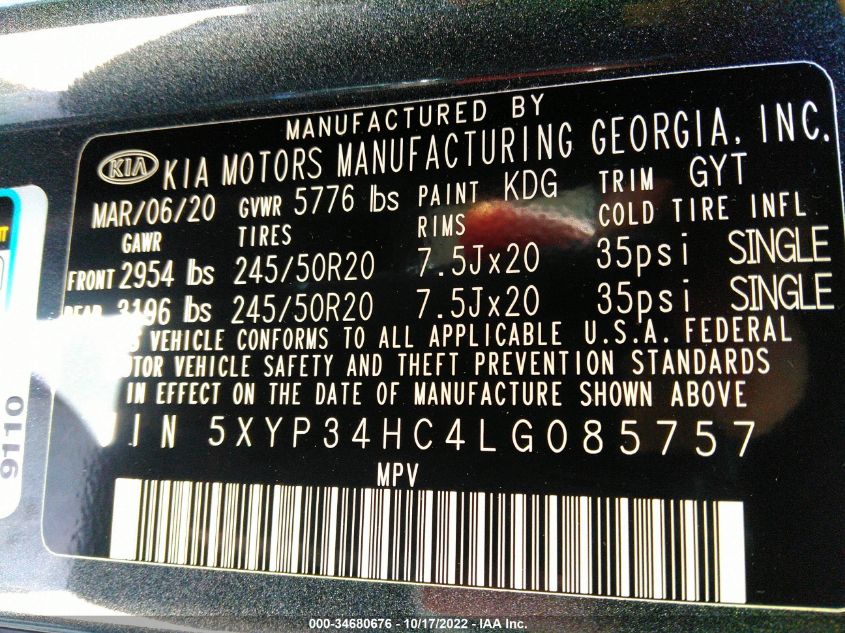 MANUFACTURED BY
KIA KIA MOTORS MANUFACTURING GEORGIA, INC.
MAR/06/20 GVWR 5776 lbs PAINT KDG TRIM GYT
GAWR TIRES RIMS COLD TIRE INFL
FRONT 2954 lbs 245/50R20 7.5Jx20 35psi SINGLE
REAR 3196 lbs 245/50R20 7.5Jx20 35psi SINGLE
VEHICLE CONFORMS TO ALL APPLICABLE U.S.A. FEDERAL
MOTOR VEHICLE SAFETY AND THEFT PREVENTION STANDARDS
IN EFFECT ON THE DATE OF MANUFACTURE SHOWN ABOVE
VIN 5XYP34HC4LG085757
MPV
9110
000-34680676 - 10/17/2022 - IAA Inc.